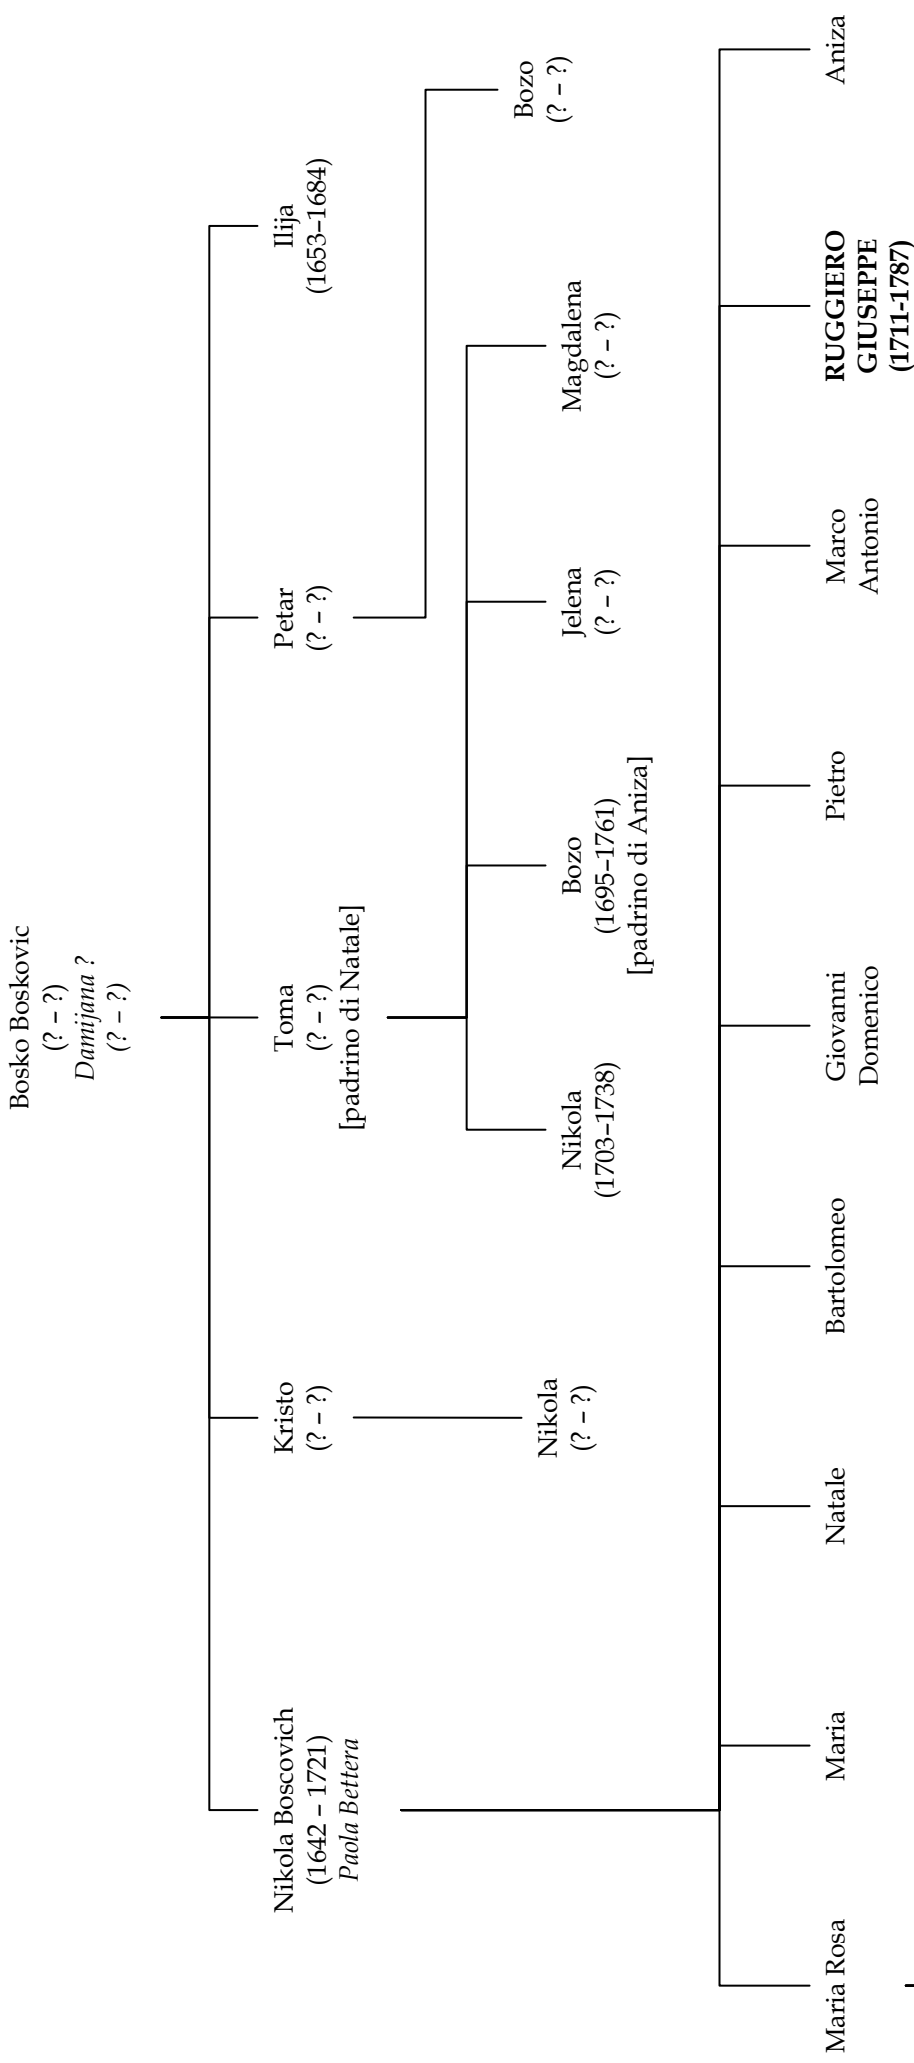 Bosko Boskovic
(? – ?)
Damijana ?
(? – ?)
Nikola Boscovich
(1642 – 1721)
Paola Bettera
Kristo
(? – ?)
Toma
(? – ?)
[padrino di Natale]
Petar
(? – ?)
Ilija
(1653–1684)
Nikola
(? – ?)
Nikola
(1703–1738)
Bozo
(1695–1761)
[padrino di Aniza]
Jelena
(? – ?)
Magdalena
(? – ?)
Bozo
(? – ?)
Maria Rosa
Maria
Natale
Bartolomeo
Giovanni
Domenico
Pietro
Marco
Antonio
RUGGIERO
GIUSEPPE
(1711-1787)
Aniza